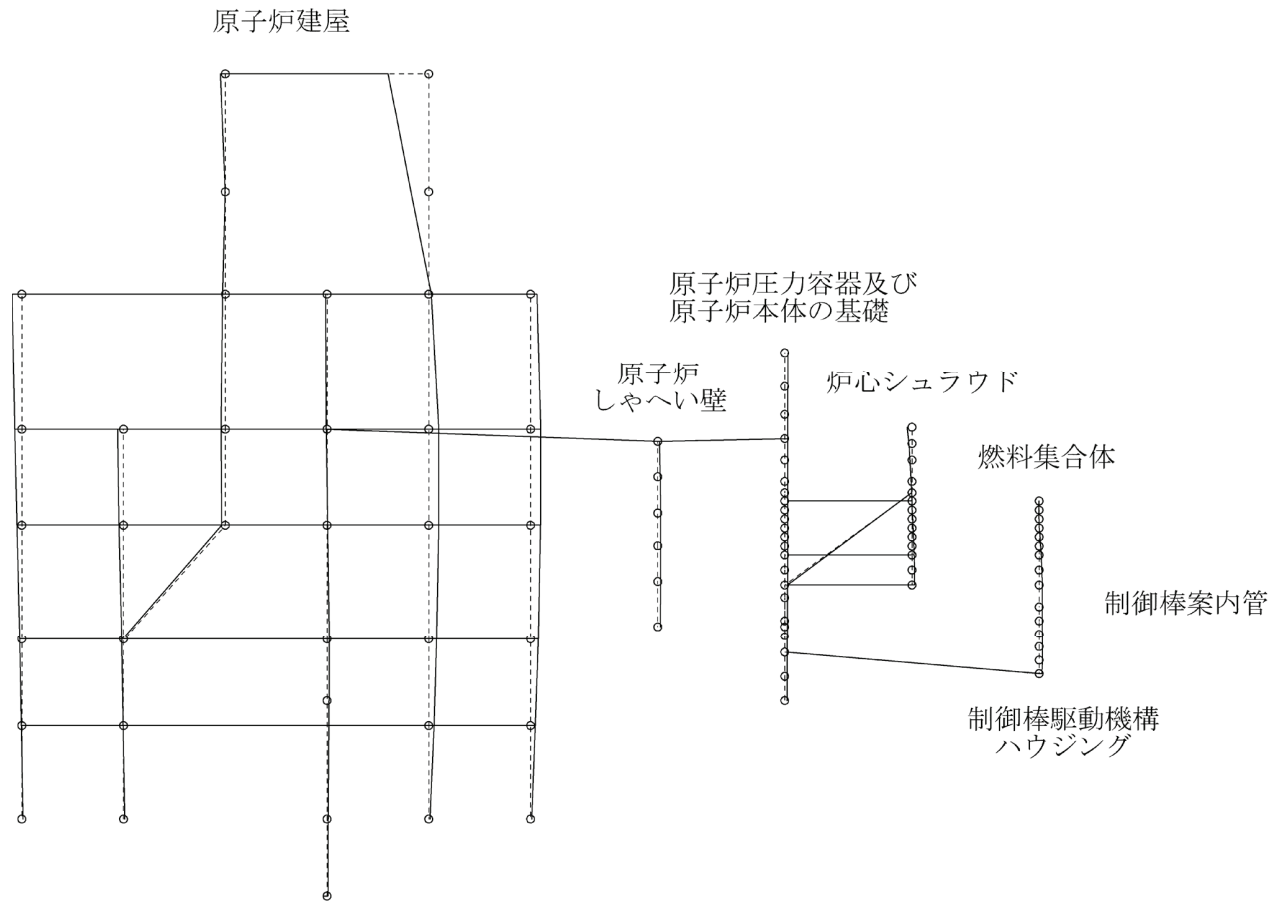 原子炉建屋
原子炉圧力容器及び
原子炉本体の基礎
原子炉
しゃへい壁
炉心シュラウド
燃料集合体
制御棒案内管
制御棒駆動機構
ハウジング